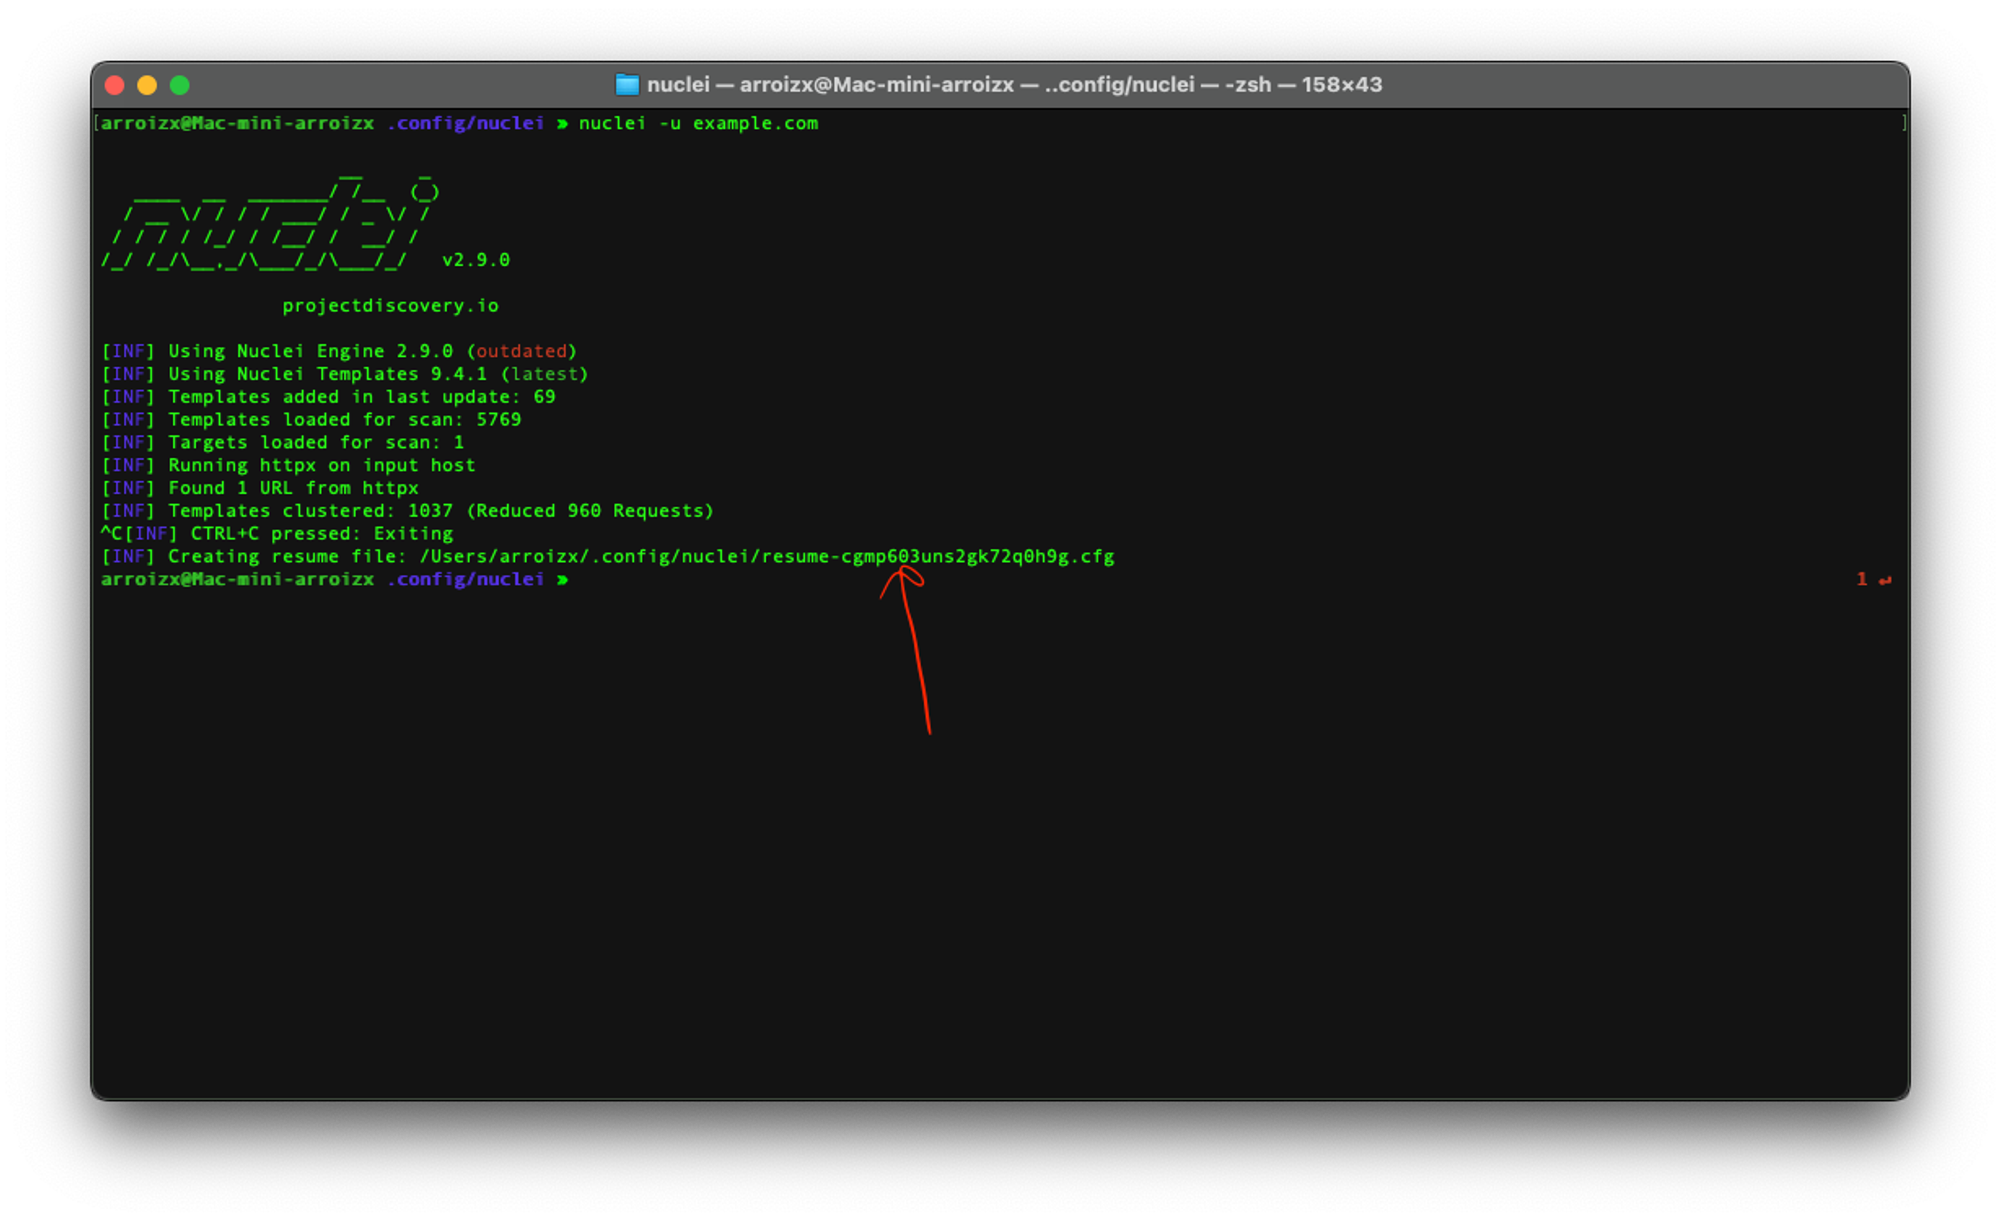 nuclei — arroizx@Mac-mini-arroizx — ..config/nuclei — -zsh — 158×43
[arroizx@Mac-mini-arroizx .config/nuclei » nuclei -u example.com ]
nuclei v2.9.0
projectdiscovery.io
[INF] Using Nuclei Engine 2.9.0 (outdated)
[INF] Using Nuclei Templates 9.4.1 (latest)
[INF] Templates added in last update: 69
[INF] Templates loaded for scan: 5769
[INF] Targets loaded for scan: 1
[INF] Running httpx on input host
[INF] Found 1 URL from httpx
[INF] Templates clustered: 1037 (Reduced 960 Requests)
^C[INF] CTRL+C pressed: Exiting
[INF] Creating resume file: /Users/arroizx/.config/nuclei/resume-cgmp603uns2gk72q0h9g.cfg
arroizx@Mac-mini-arroizx .config/nuclei » 1 ↵